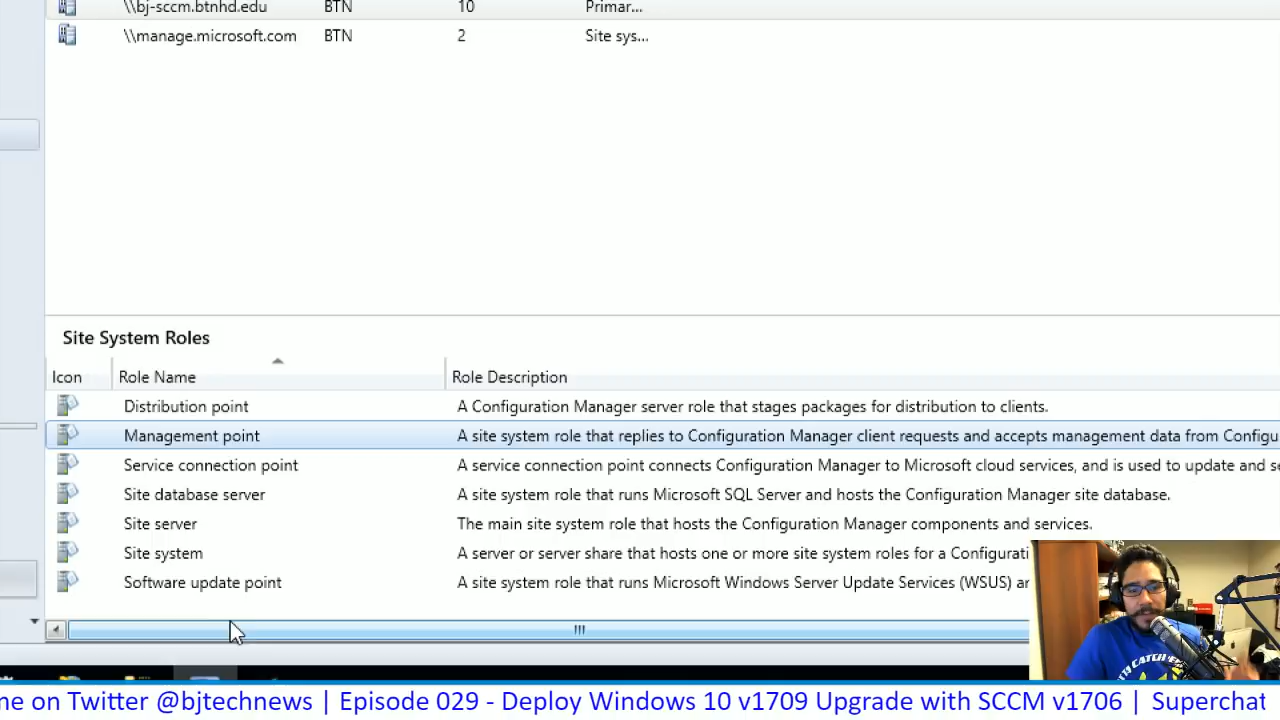 \\bj-sccm.btnhd.edu BTN 10 Primar...
\\manage.microsoft.com BTN 2 Site sys...
Site System Roles
Icon Role Name Role Description
Distribution point A Configuration Manager server role that stages packages for distribution to clients.
Management point A site system role that replies to Configuration Manager client requests and accepts management data from Configu
Service connection point A service connection point connects Configuration Manager to Microsoft cloud services, and is used to update and se
Site database server A site system role that runs Microsoft SQL Server and hosts the Configuration Manager site database.
Site server The main site system role that hosts the Configuration Manager components and services.
Site system A server or server share that hosts one or more site system roles for a Configurati
Software update point A site system role that runs Microsoft Windows Server Update Services (WSUS) an
me on Twitter @bjtechnews | Episode 029 - Deploy Windows 10 v1709 Upgrade with SCCM v1706 | Superchat